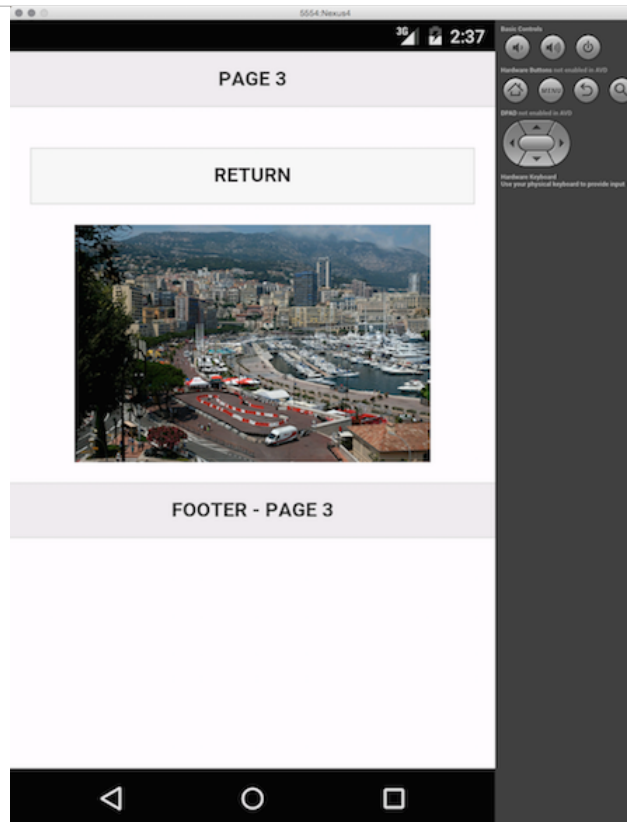 5554:Nexus4
3G
2:37
PAGE 3
RETURN
FOOTER - PAGE 3
Basic Controls
Hardware Buttons not enabled in AVD
MENU
DPAD not enabled in AVD
Hardware Keyboard
Use your physical keyboard to provide input